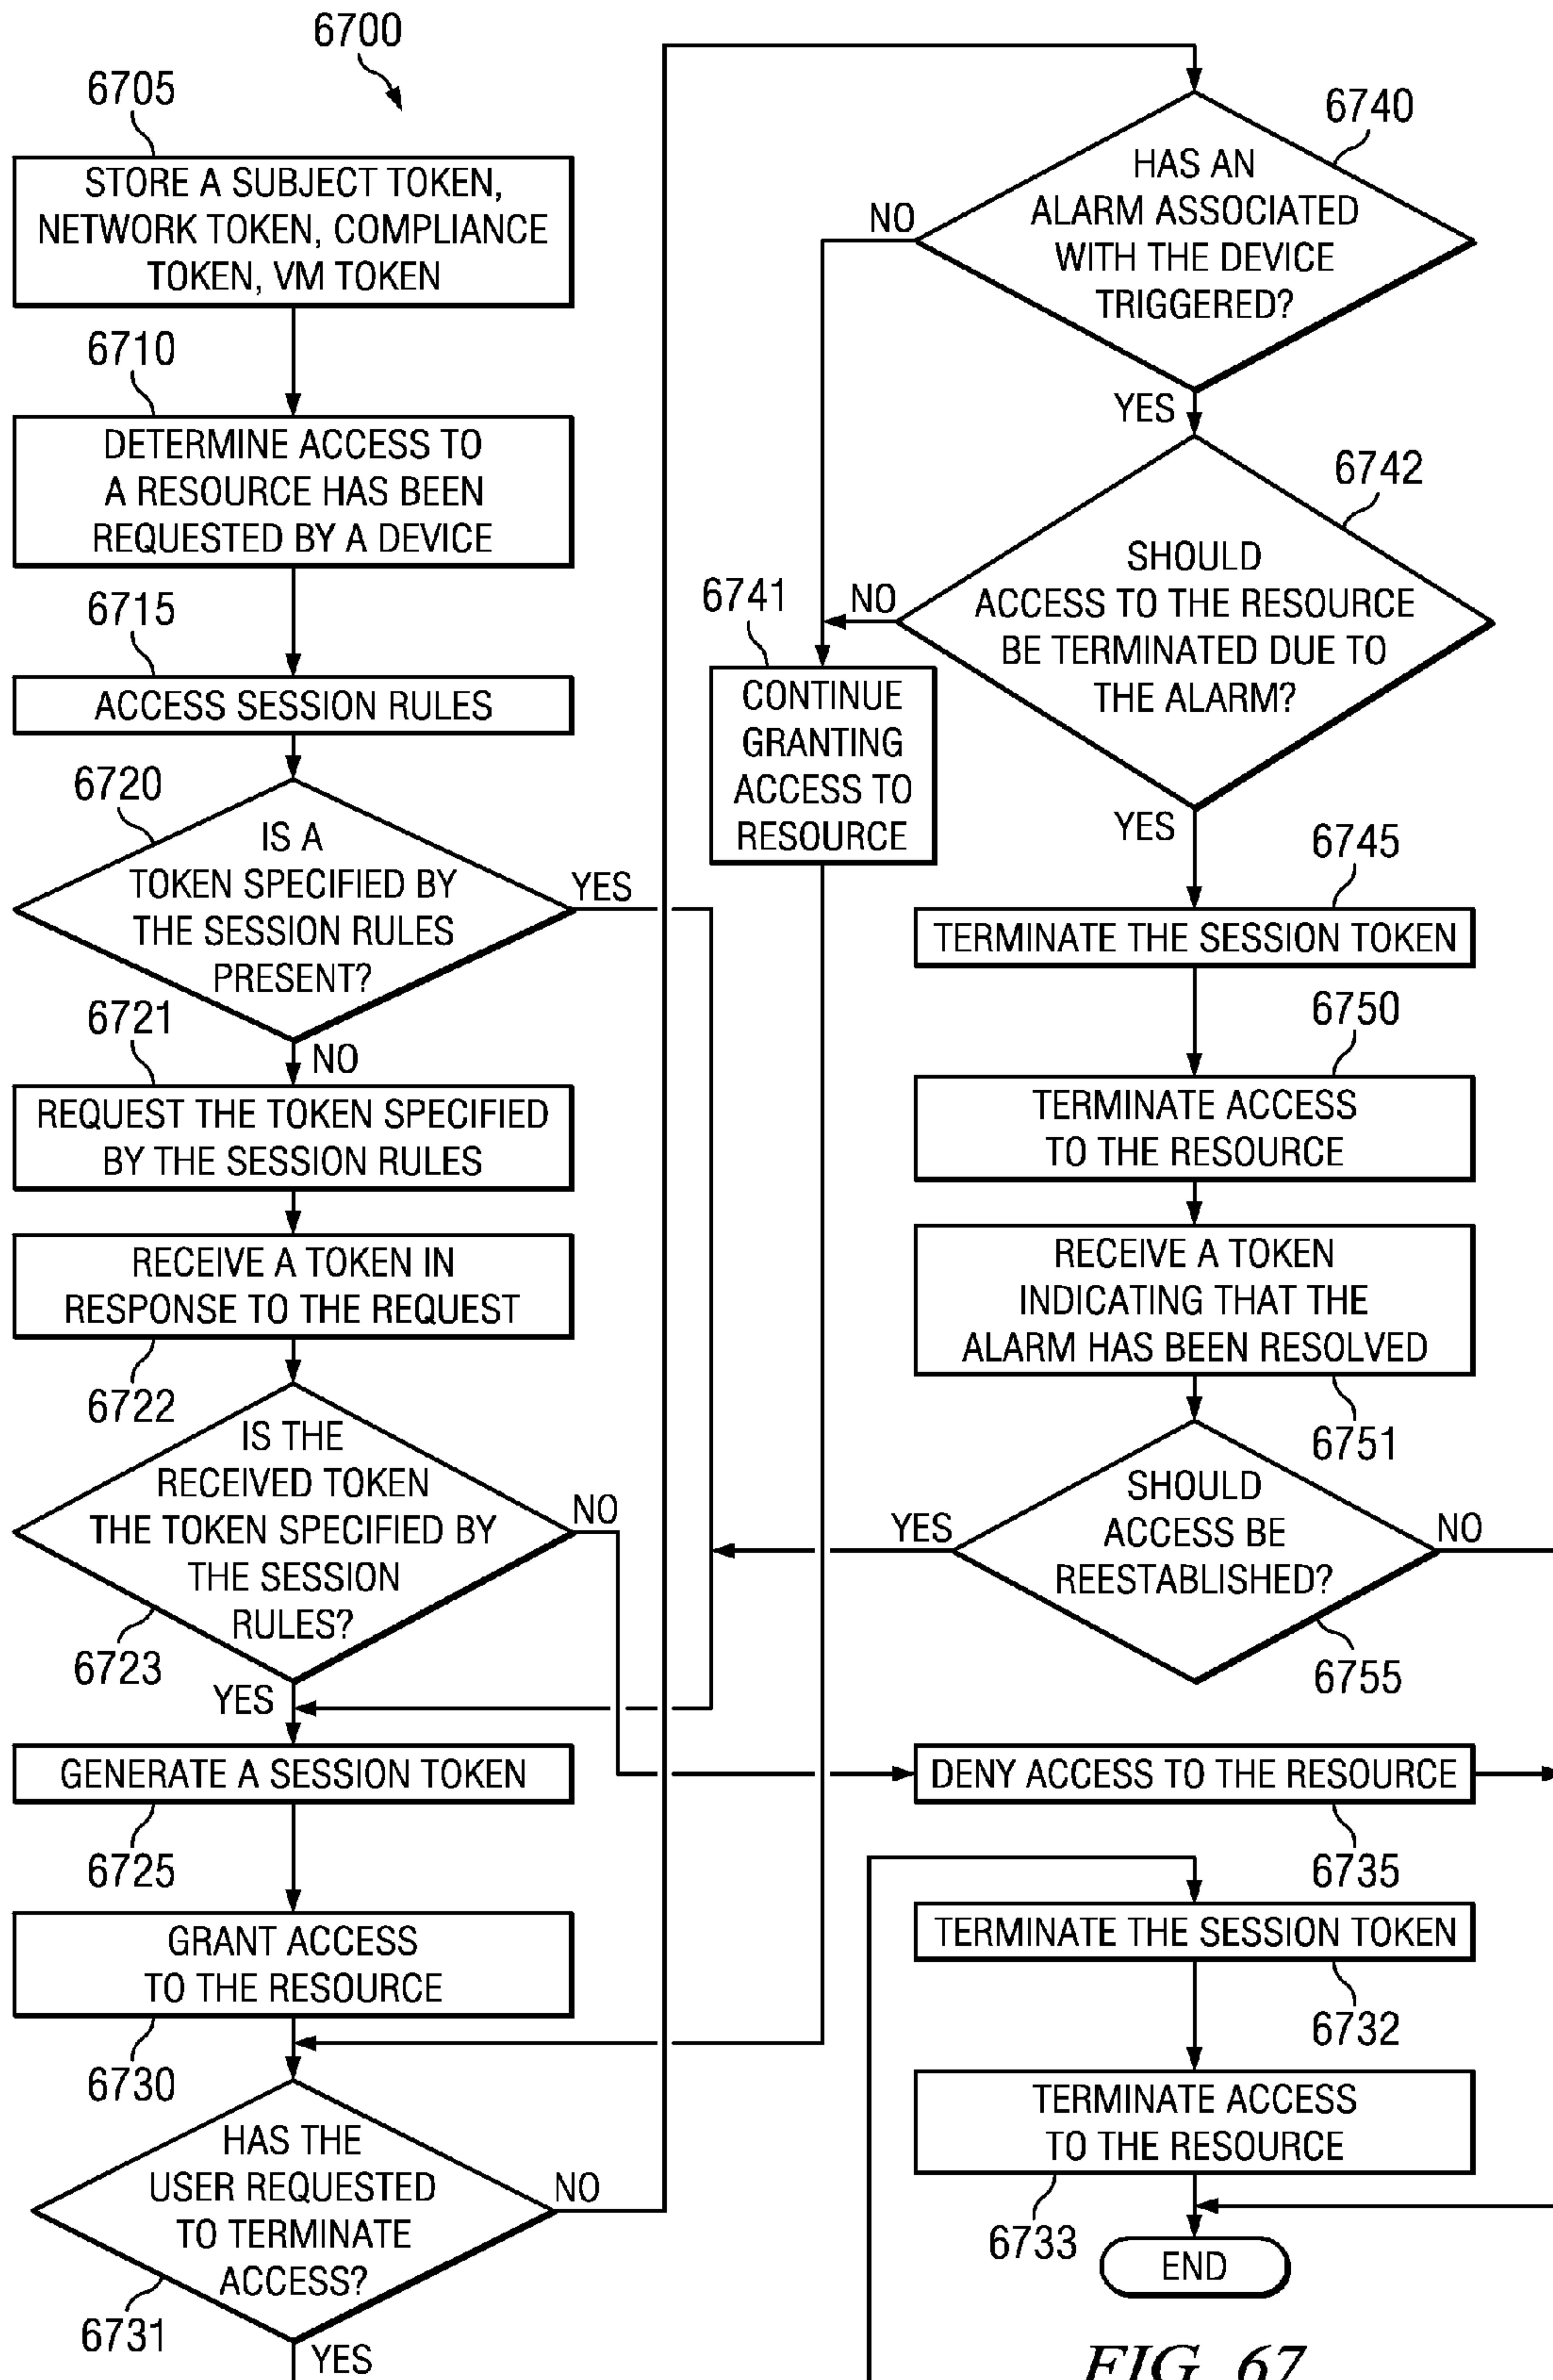 6700
6705
STORE A SUBJECT TOKEN,
NETWORK TOKEN, COMPLIANCE
TOKEN, VM TOKEN
6710
DETERMINE ACCESS TO
A RESOURCE HAS BEEN
REQUESTED BY A DEVICE
6715
ACCESS SESSION RULES
6720
IS A
TOKEN SPECIFIED BY
THE SESSION RULES
PRESENT?
YES
NO
6721
REQUEST THE TOKEN SPECIFIED
BY THE SESSION RULES
RECEIVE A TOKEN IN
RESPONSE TO THE REQUEST
6722
IS THE
RECEIVED TOKEN
THE TOKEN SPECIFIED BY
THE SESSION
RULES?
NO
6723
YES
GENERATE A SESSION TOKEN
6725
GRANT ACCESS
TO THE RESOURCE
6730
HAS THE
USER REQUESTED
TO TERMINATE
ACCESS?
NO
6731
YES
6740
HAS AN
ALARM ASSOCIATED
WITH THE DEVICE
TRIGGERED?
NO
YES
6742
SHOULD
ACCESS TO THE RESOURCE
BE TERMINATED DUE TO
THE ALARM?
NO
YES
6741
CONTINUE
GRANTING
ACCESS TO
RESOURCE
6745
TERMINATE THE SESSION TOKEN
6750
TERMINATE ACCESS
TO THE RESOURCE
RECEIVE A TOKEN
INDICATING THAT THE
ALARM HAS BEEN RESOLVED
6751
SHOULD
ACCESS BE
REESTABLISHED?
YES
NO
6755
DENY ACCESS TO THE RESOURCE
6735
TERMINATE THE SESSION TOKEN
6732
TERMINATE ACCESS
TO THE RESOURCE
6733
END
FIG. 67